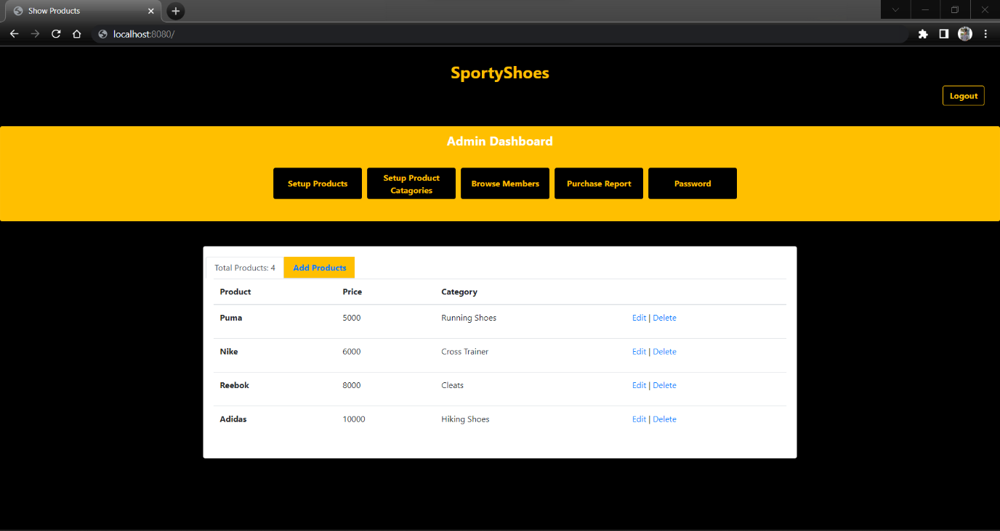 Show Products
localhost:8080/
SportyShoes
Logout
Admin Dashboard
Setup Products
Setup Product
Catagories
Browse Members
Purchase Report
Password
Total Products: 4
Add Products
Product Price Category
Puma 5000 Running Shoes Edit | Delete
Nike 6000 Cross Trainer Edit | Delete
Reebok 8000 Cleats Edit | Delete
Adidas 10000 Hiking Shoes Edit | Delete